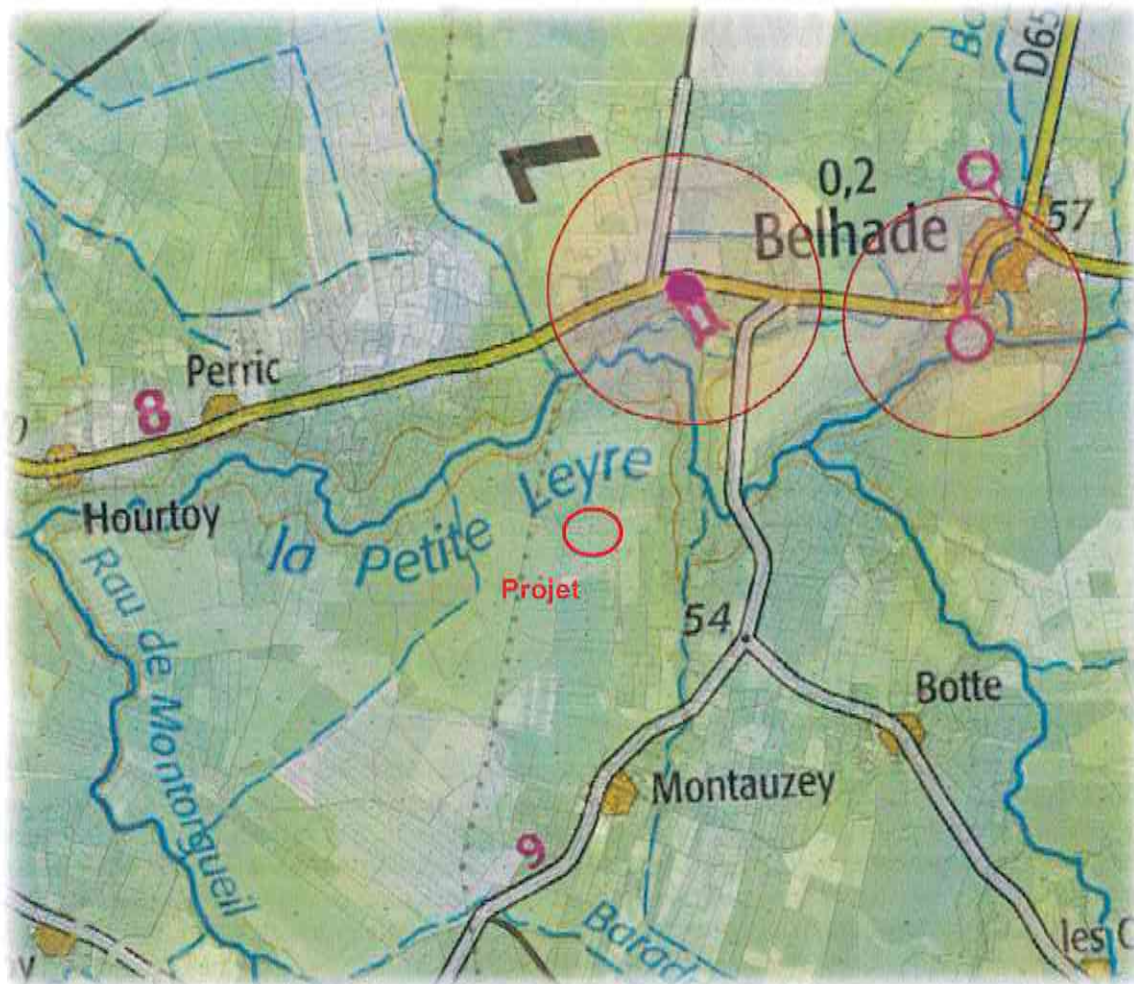 D65
0,2
Belhade
57
Perric
8
Leyre
Hourtoy
la Petite
Projet
Rau de Montorgueil
54
Botte
Montauzey
9
Barad
les